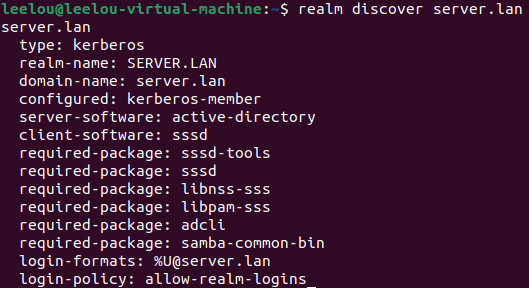 leelou@leelou-virtual-machine:~$ realm discover server.lan
server.lan
type: kerberos
realm-name: SERVER.LAN
domain-name: server.lan
configured: kerberos-member
server-software: active-directory
client-software: sssd
required-package: sssd-tools
required-package: sssd
required-package: libnss-sss
required-package: libpam-sss
required-package: adcli
required-package: samba-common-bin
login-formats: %U@server.lan
login-policy: allow-realm-logins